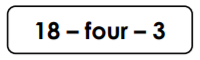 18 – four – 3